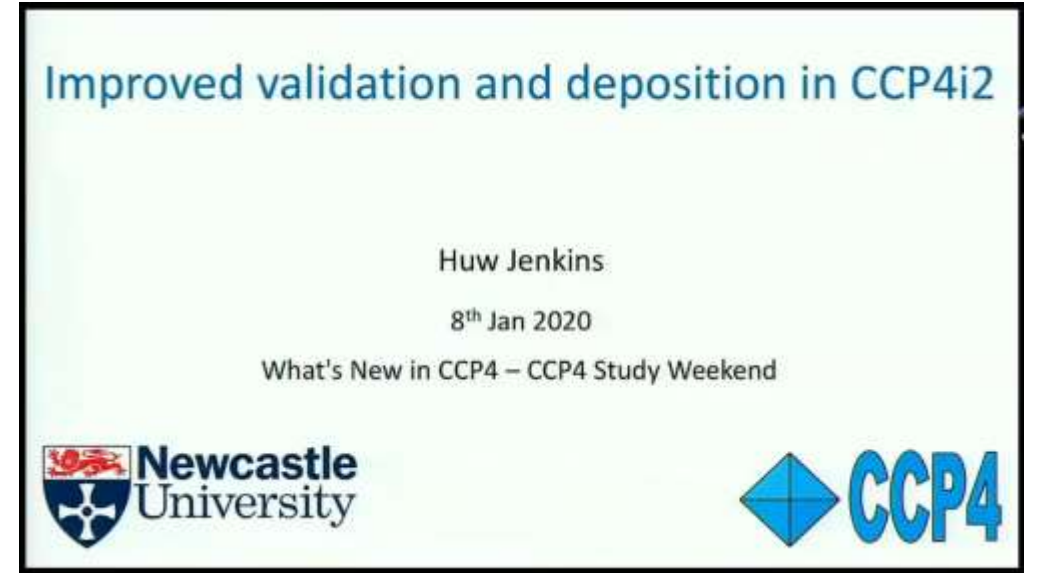 Improved validation and deposition in CCP4i2
Huw Jenkins
8th Jan 2020
What's New in CCP4 – CCP4 Study Weekend
Newcastle
University
CCP4